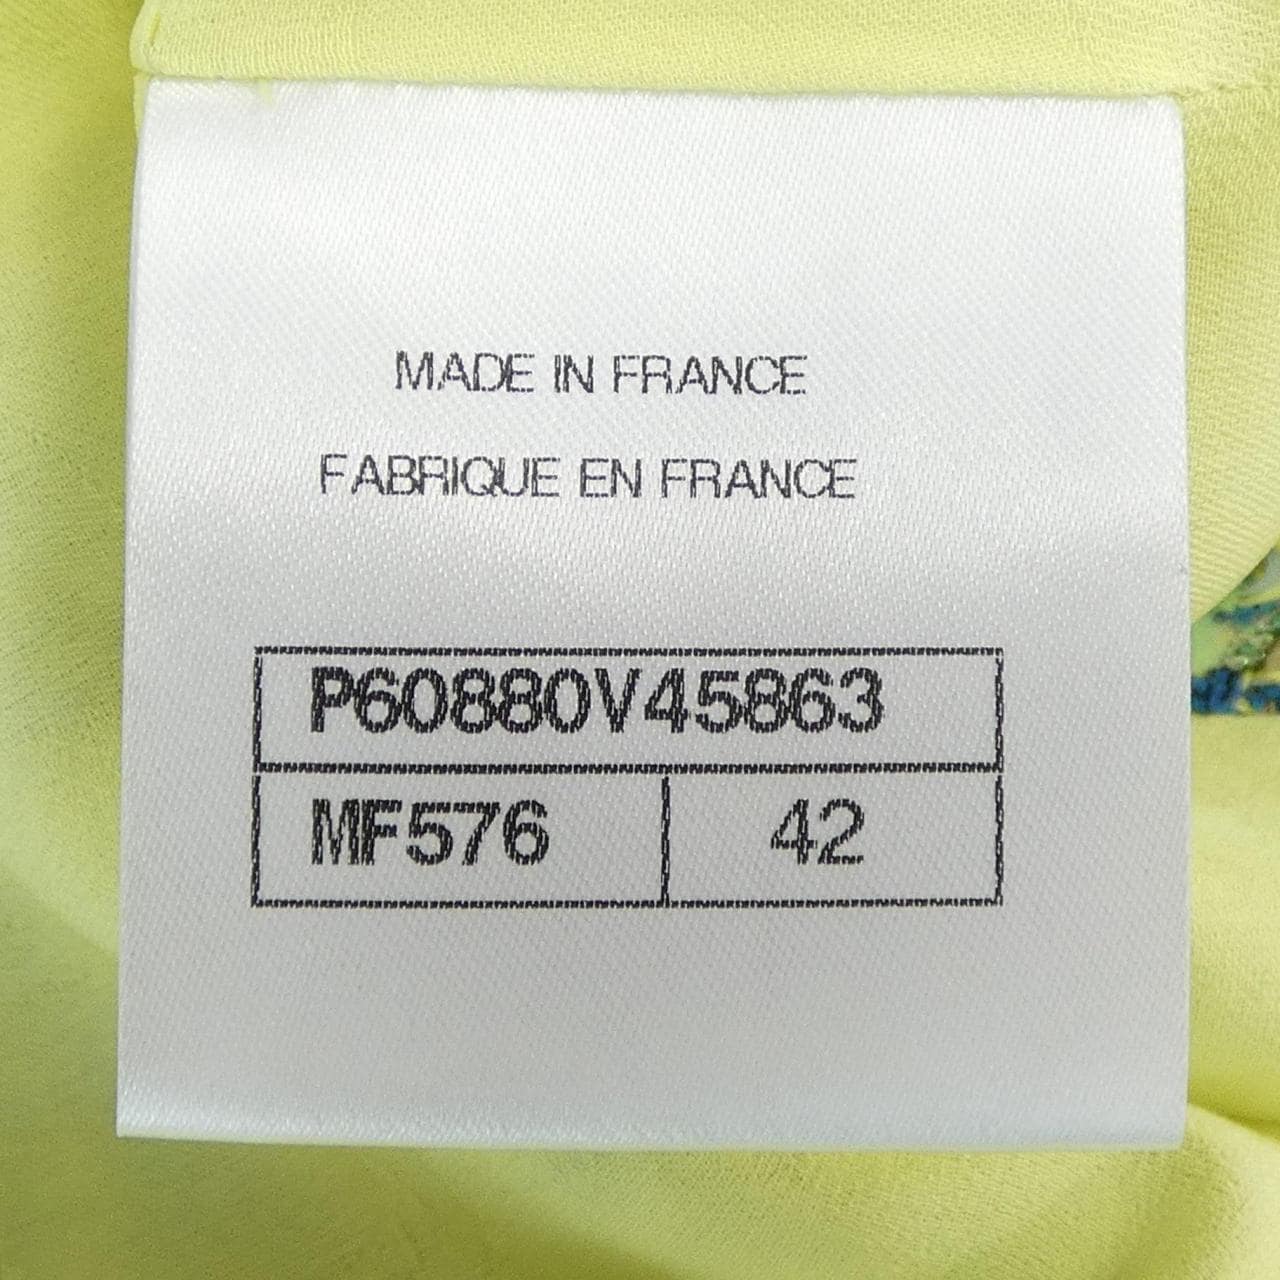 MADE IN FRANCE
FABRIQUE EN FRANCE
P60880V45863
MF576 42